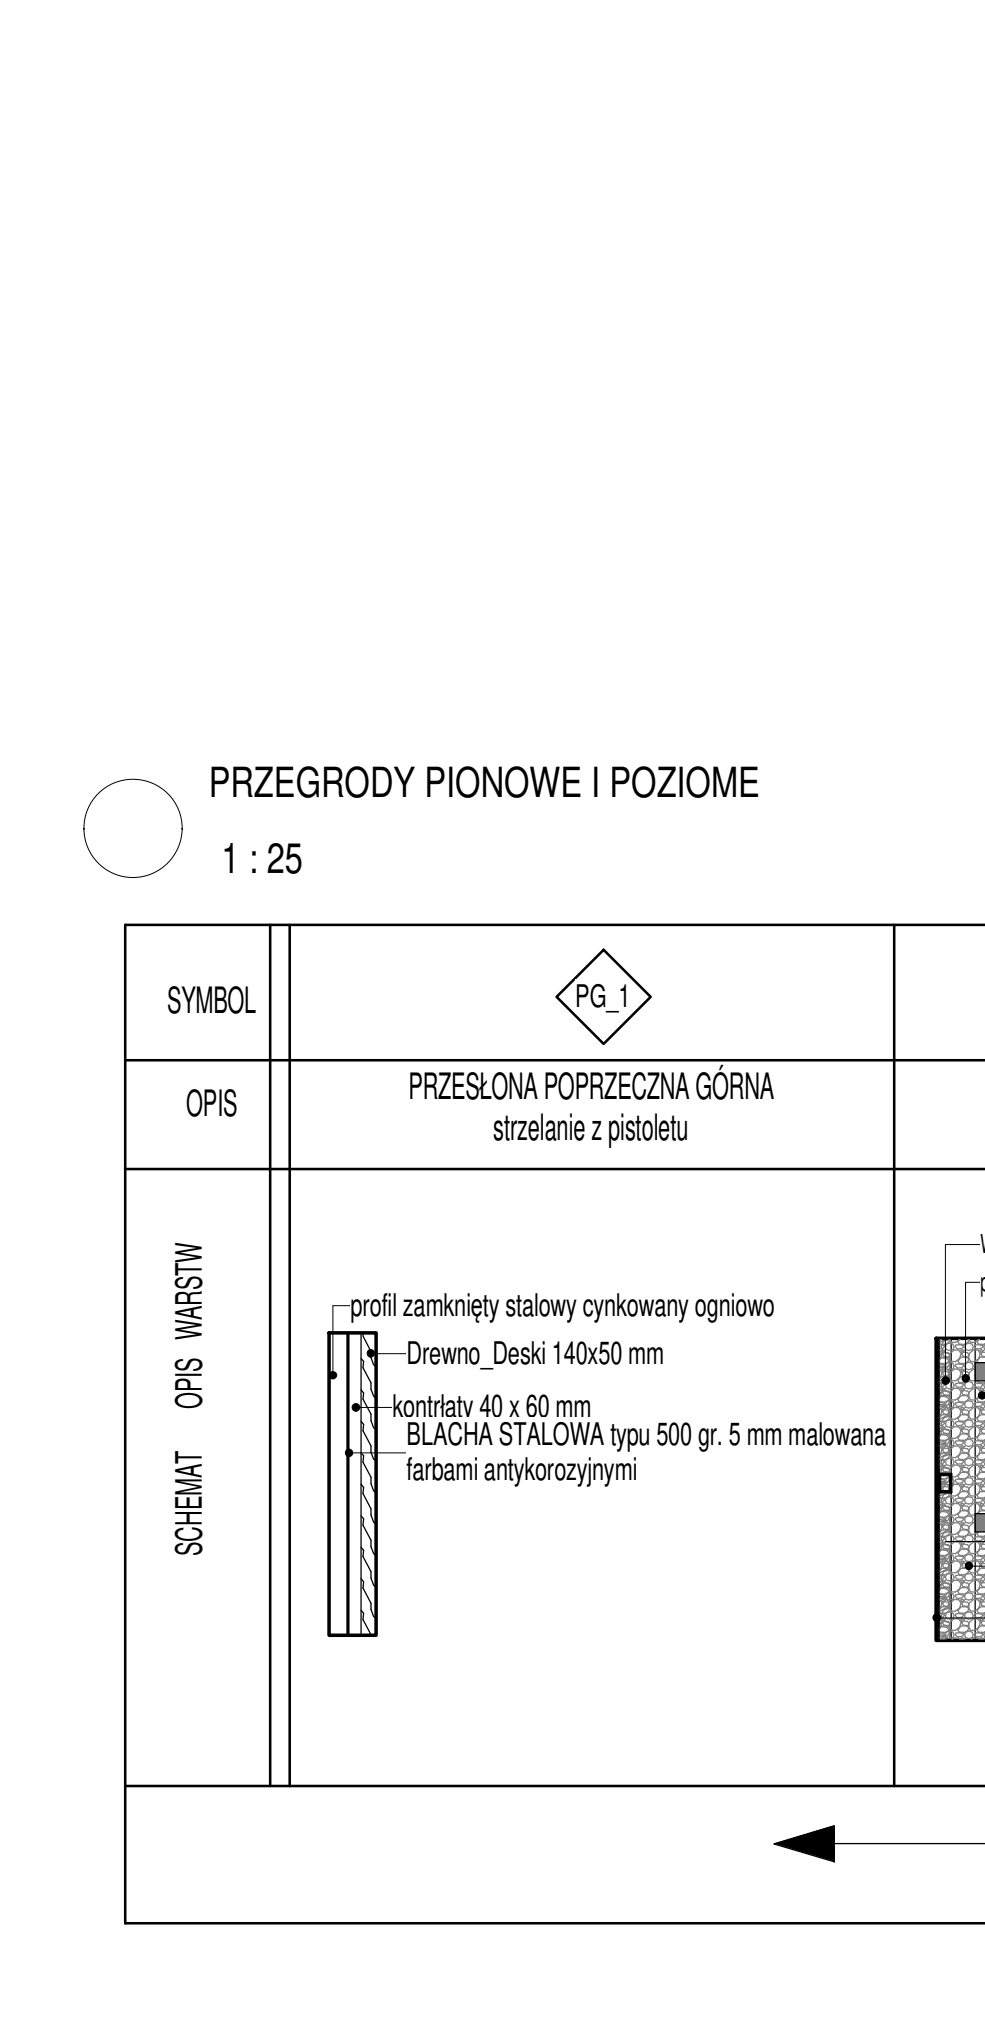 PRZEGRODY PIONOWE I POZIOME
1 : 25
SYMBOL
PG_1
OPIS
PRZESŁONA POPRZECZNA GÓRNA
strzelanie z pistoletu
SCHEMAT OPIS WARSTW
profil zamknięty stalowy cynkowany ogniowo
Drewno_Deski 140x50 mm
kontrłaty 40 x 60 mm
BLACHA STALOWA typu 500 gr. 5 mm malowana
farbami antykorozyjnymi